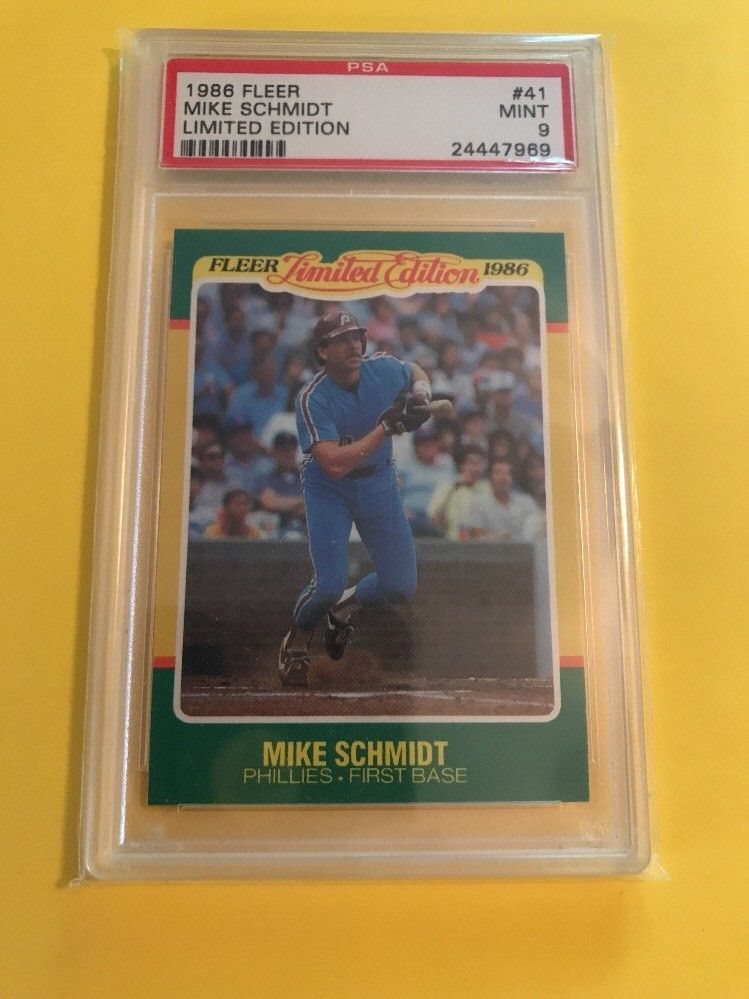 PSA
1986 FLEER #41
MIKE SCHMIDT MINT
LIMITED EDITION 9
24447969
FLEER Limited Edition 1986
P
MIKE SCHMIDT
PHILLIES • FIRST BASE